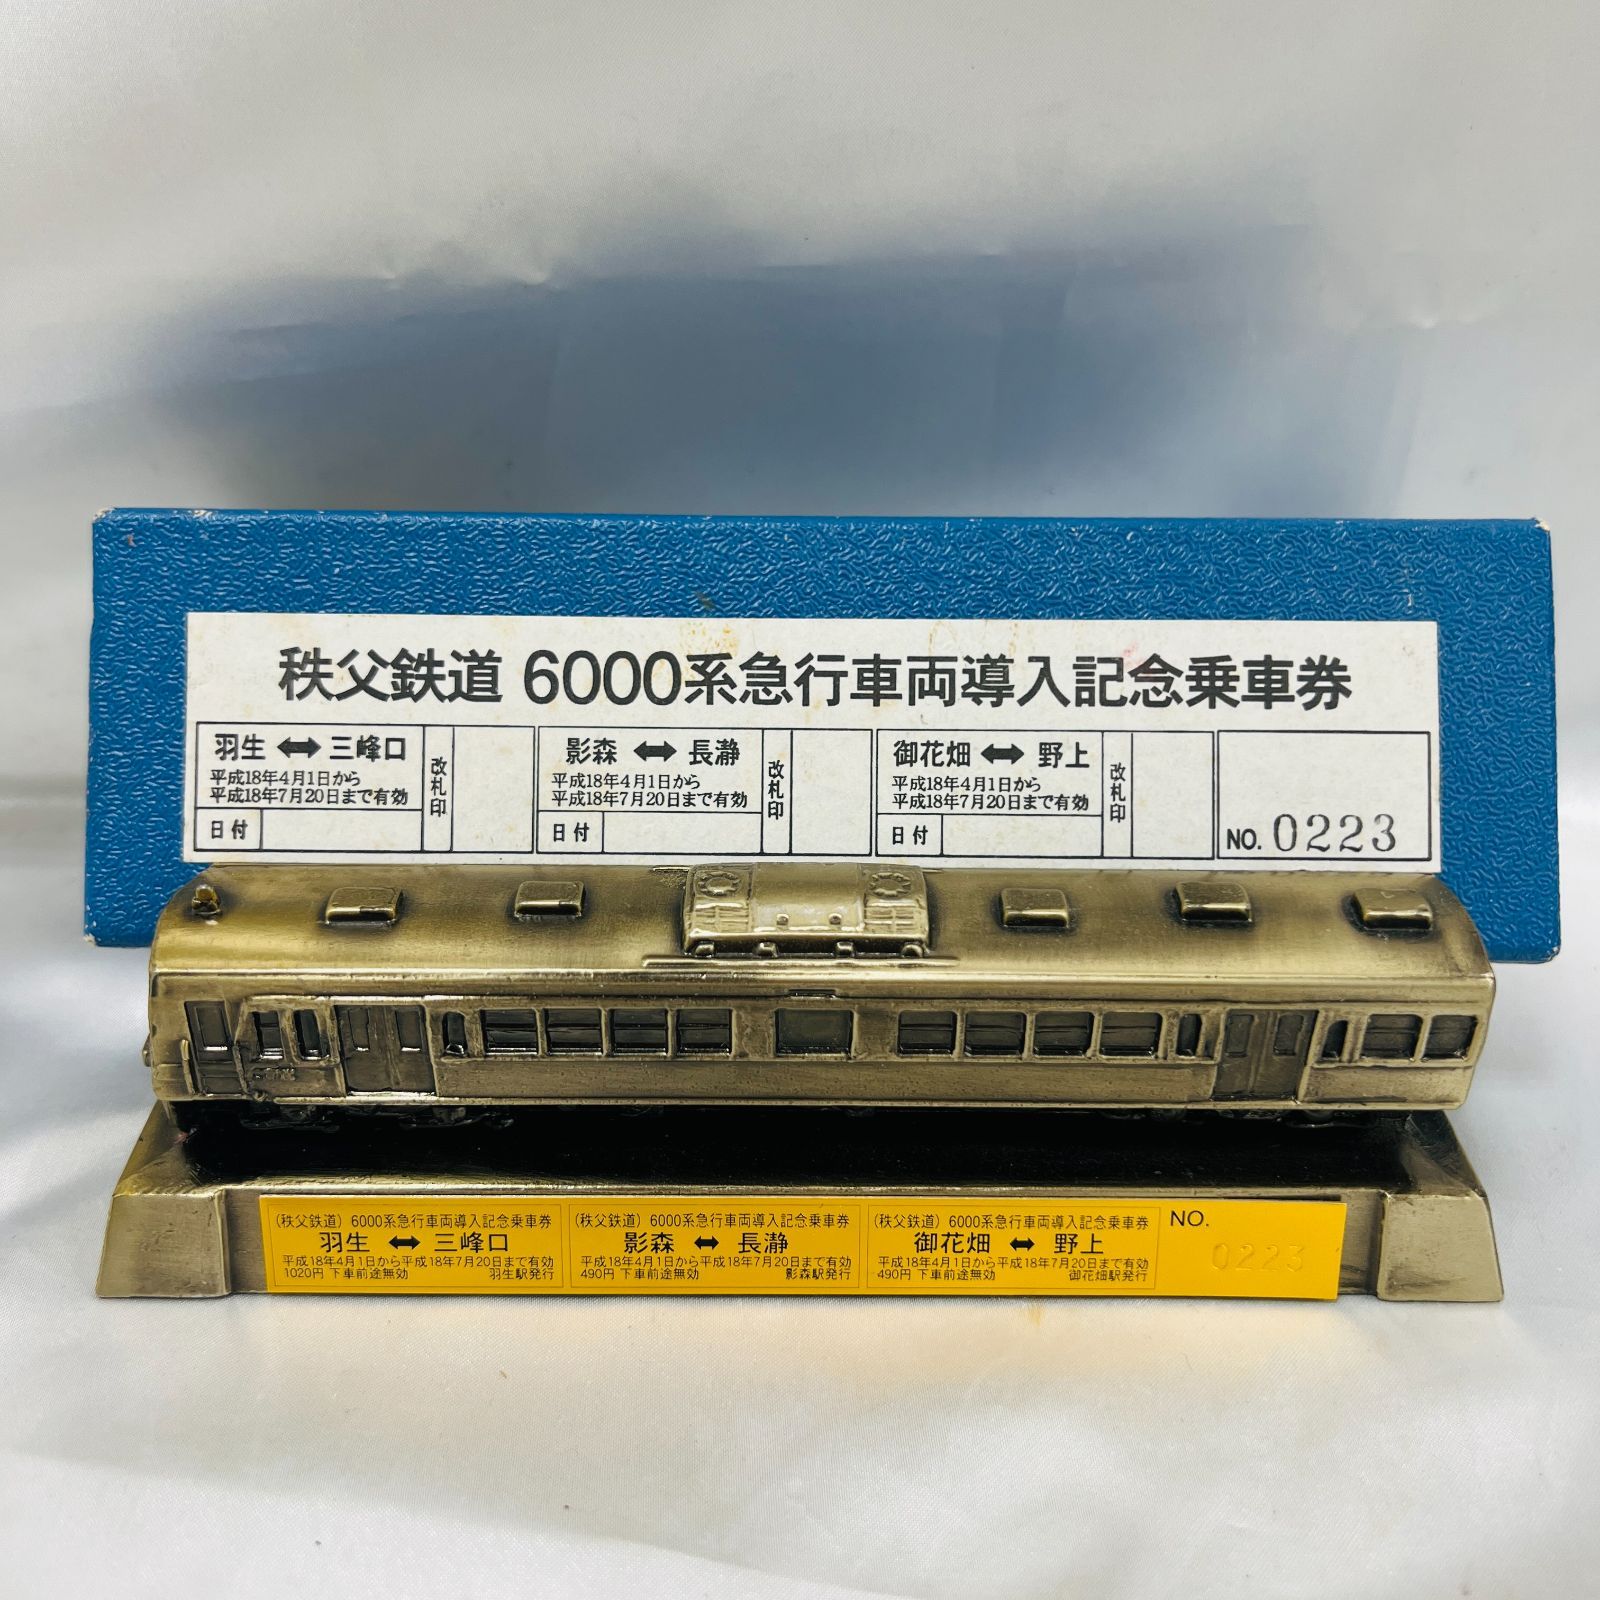 秩父鉄道 6000系急行車両導入記念乗車券
羽生 ⇔ 三峰口
平成18年4月1日から
平成18年7月20日まで有効
日付
改札印
影森 ⇔ 長瀞
平成18年4月1日から
平成18年7月20日まで有効
日付
改札印
御花畑 ⇔ 野上
平成18年4月1日から
平成18年7月20日まで有効
日付
改札印
NO. 0223
(秩父鉄道) 6000系急行車両導入記念乗車券
羽生 ↔ 三峰口
平成18年4月1日から平成18年7月20日まで有効
1020円 下車前途無効 羽生駅発行
(秩父鉄道) 6000系急行車両導入記念乗車券
影森 ↔ 長瀞
平成18年4月1日から平成18年7月20日まで有効
490円 下車前途無効 影森駅発行
(秩父鉄道) 6000系急行車両導入記念乗車券
御花畑 ↔ 野上
平成18年4月1日から平成18年7月20日まで有効
490円 下車前途無効 御花畑駅発行
NO.
0223